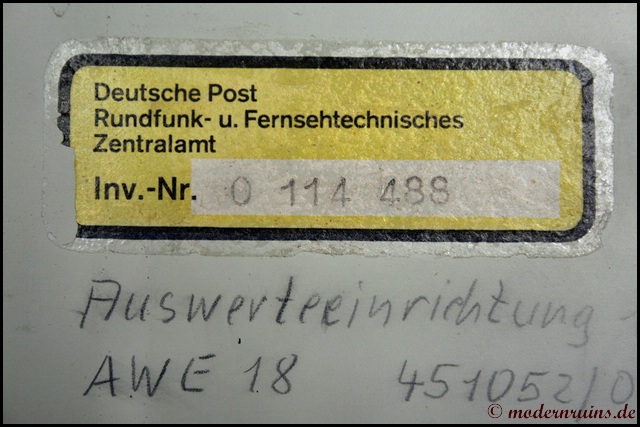 Deutsche Post
Rundfunk- u. Fernsehtechnisches
Zentralamt
Inv.-Nr. 0 114 488
Auswerteeinrichtung -
AWE 18 451052/0
© modernruins.de